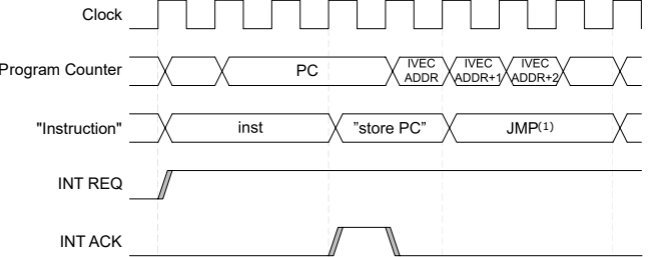 Clock
Program Counter
PC
IVEC
ADDR
IVEC
ADDR+1
IVEC
ADDR+2
"Instruction"
inst
"store PC"
JMP(1)
INT REQ
INT ACK